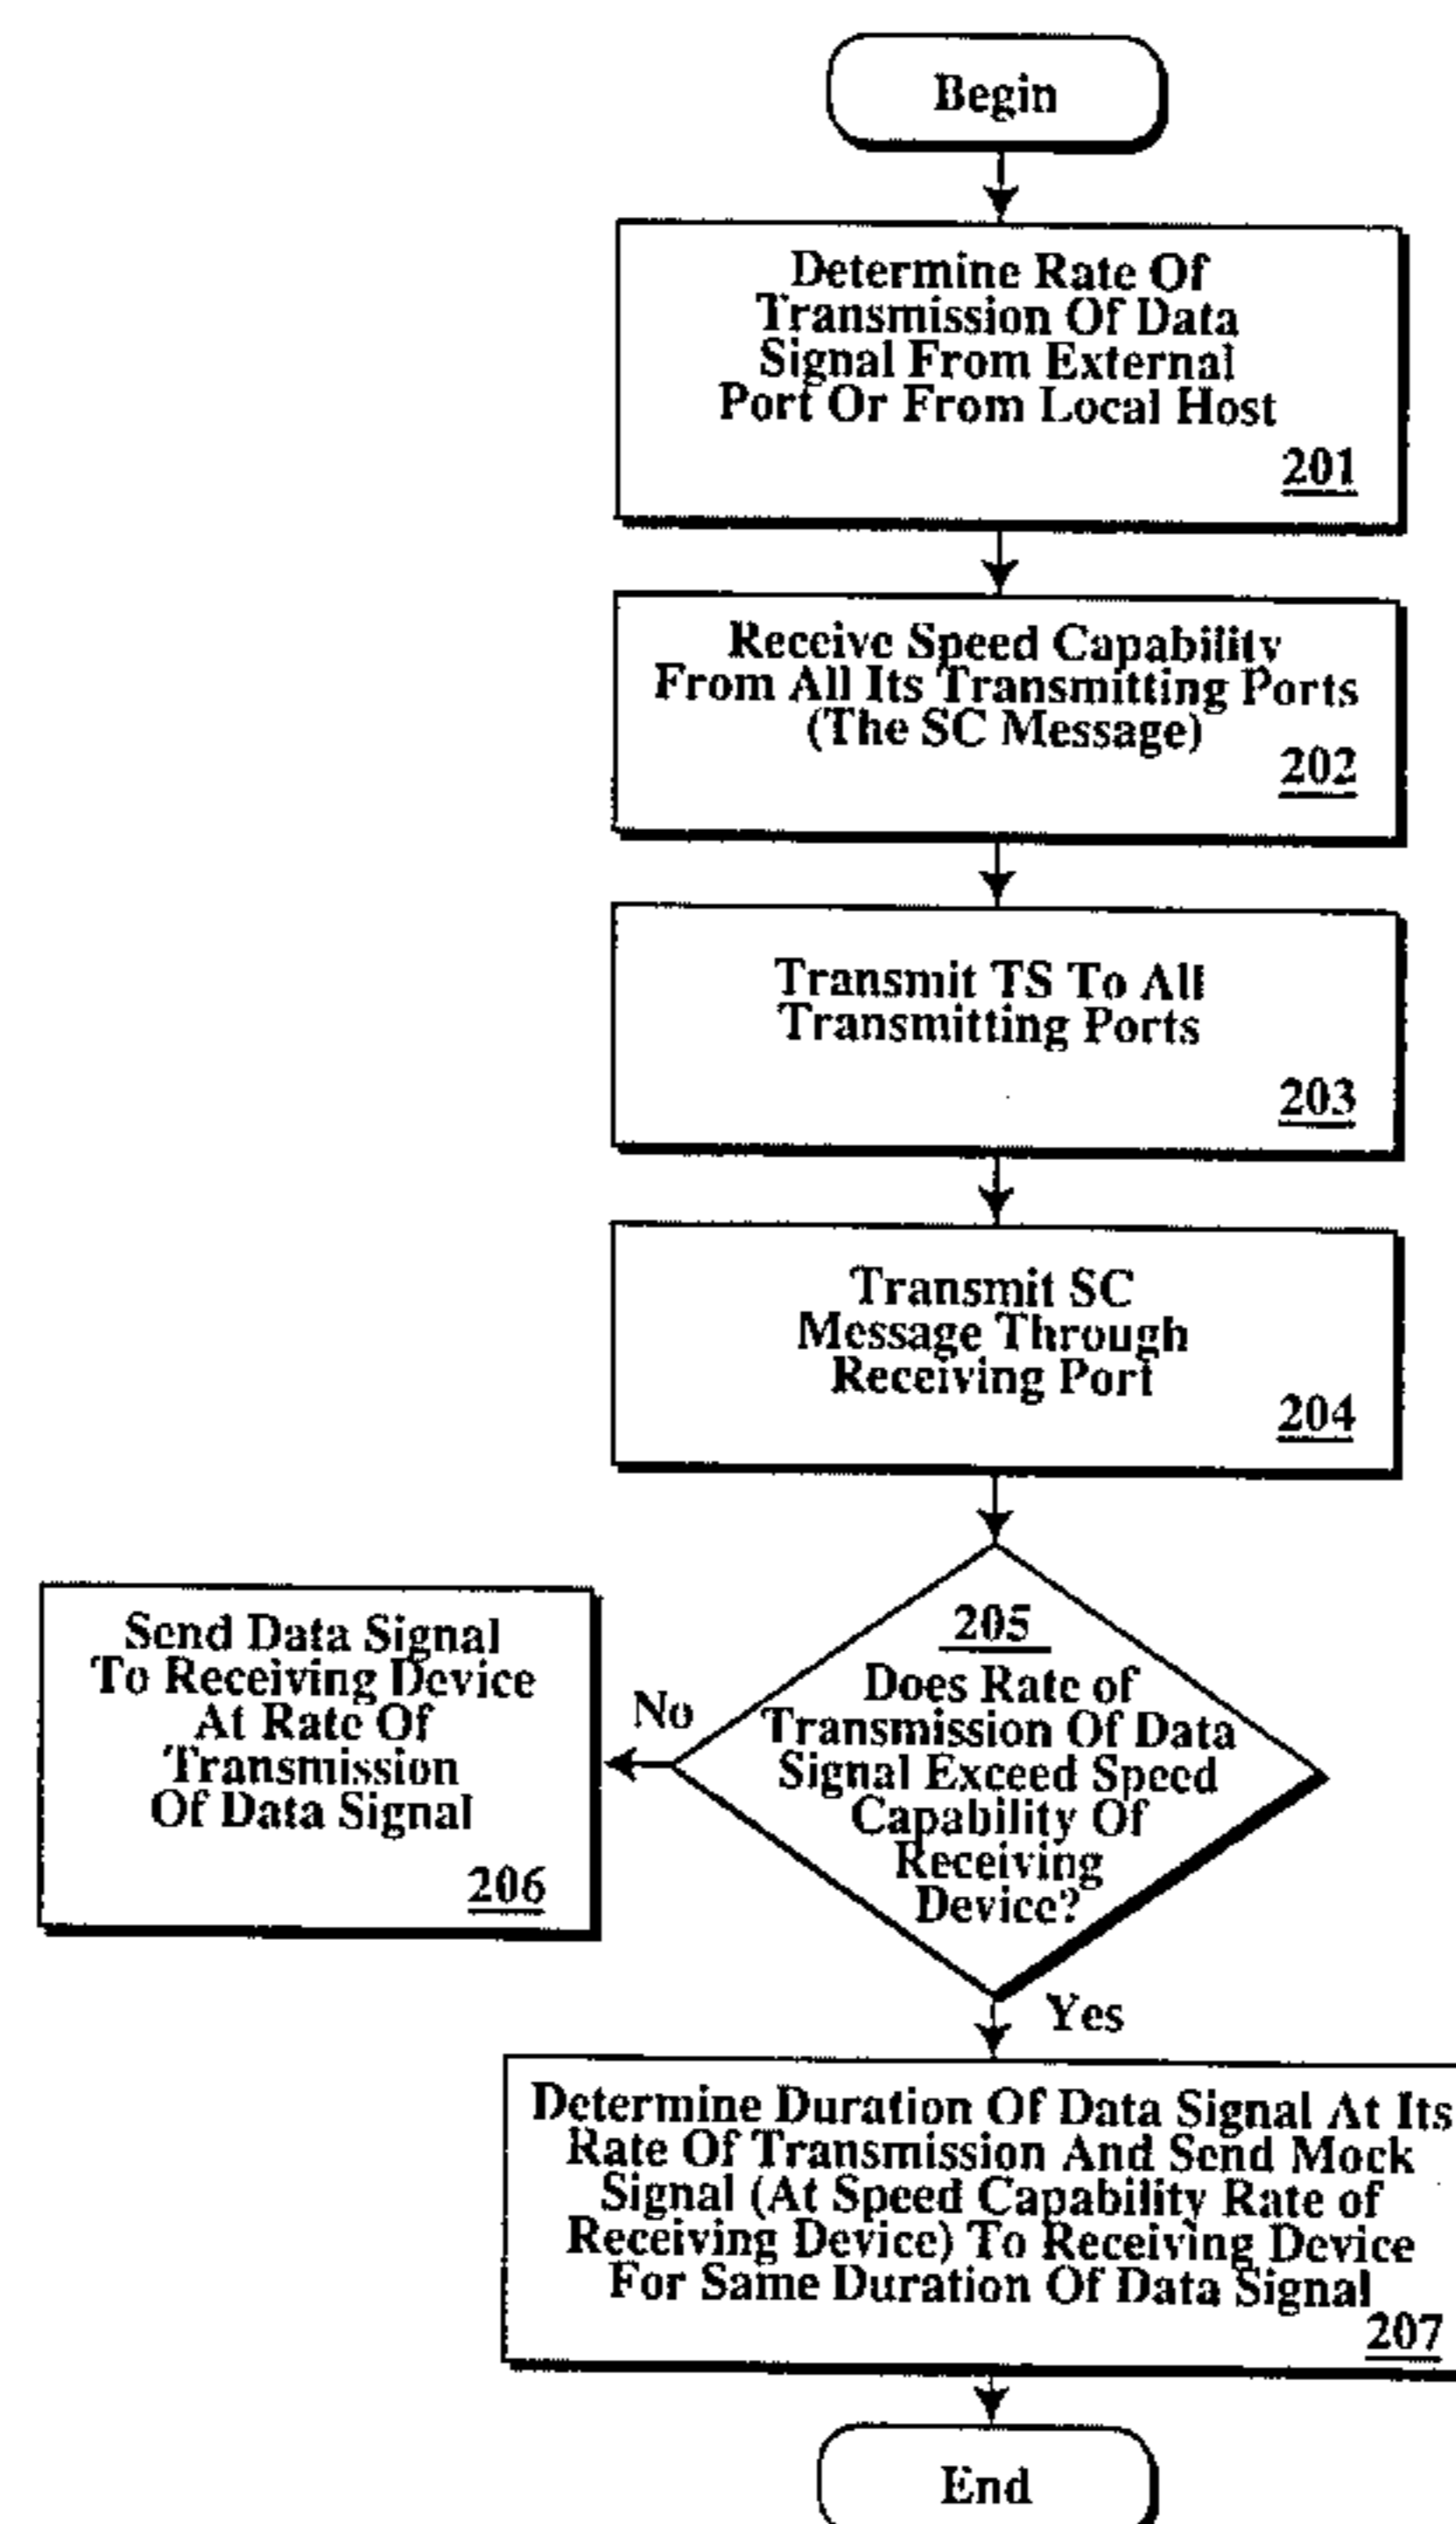 Begin
Determine Rate Of
Transmission Of Data
Signal From External
Port Or From Local Host
201
Receive Speed Capability
From All Its Transmitting Ports
(The SC Message)
202
Transmit TS To All
Transmitting Ports
203
Transmit SC
Message Through
Receiving Port
204
205
Does Rate of
Transmission Of Data
Signal Exceed Speed
Capability Of
Receiving
Device?
No
Send Data Signal
To Receiving Device
At Rate Of
Transmission
Of Data Signal
206
Yes
Determine Duration Of Data Signal At Its
Rate Of Transmission And Send Mock
Signal (At Speed Capability Rate of
Receiving Device) To Receiving Device
For Same Duration Of Data Signal
207
End